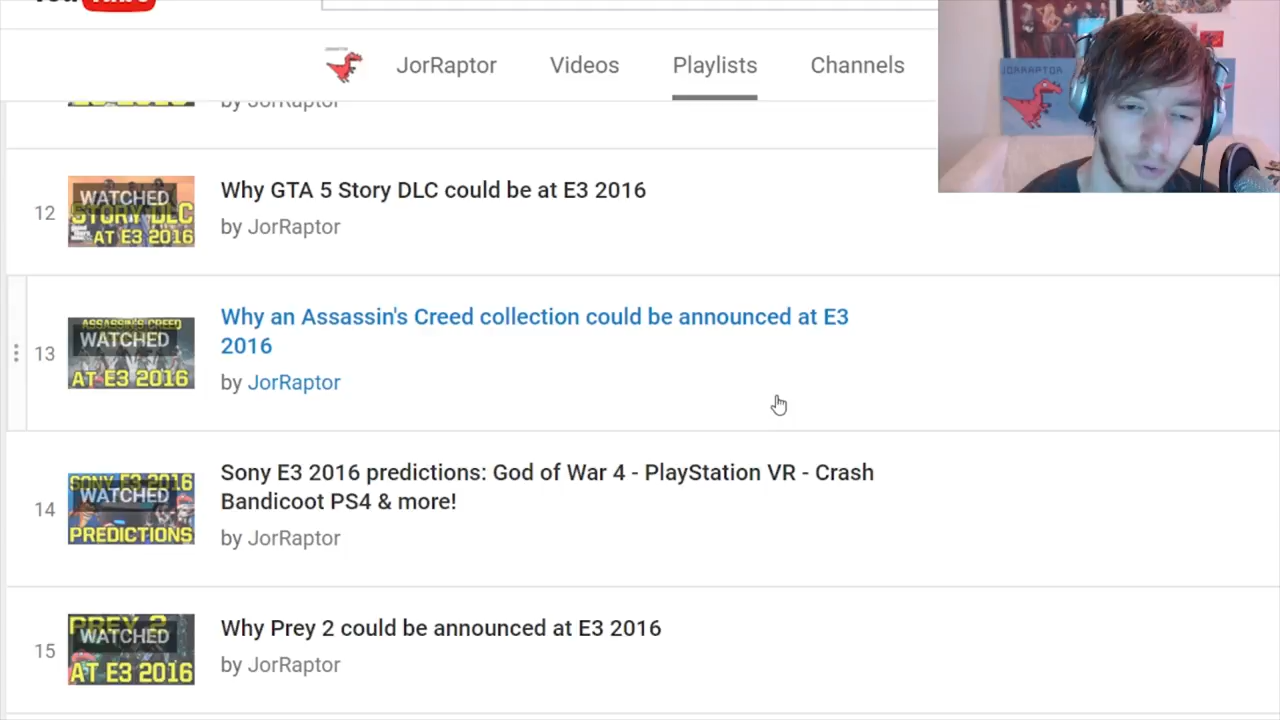 YouTube
JorRaptor
Videos
Playlists
Channels
JORRAPTOR
by JorRaptor
12
WATCHED
STORY DLC
AT E3 2016
Why GTA 5 Story DLC could be at E3 2016
by JorRaptor
13
ASSASSIN'S CREED
WATCHED
AT E3 2016
Why an Assassin's Creed collection could be announced at E3
2016
by JorRaptor
14
SONY E3 2016
WATCHED
PREDICTIONS
Sony E3 2016 predictions: God of War 4 - PlayStation VR - Crash
Bandicoot PS4 & more!
by JorRaptor
15
PREY 2
WATCHED
AT E3 2016
Why Prey 2 could be announced at E3 2016
by JorRaptor